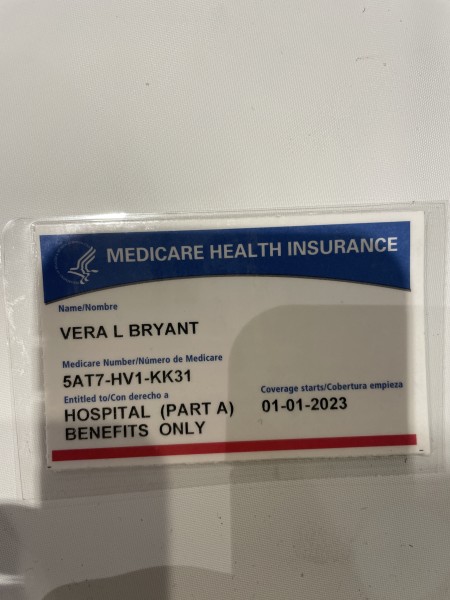 MEDICARE HEALTH INSURANCE
Name/Nombre
VERA L BRYANT
Medicare Number/Número de Medicare
5AT7-HV1-KK31
Entitled to/Con derecho a
HOSPITAL (PART A)
BENEFITS ONLY
Coverage starts/Cobertura empieza
01-01-2023